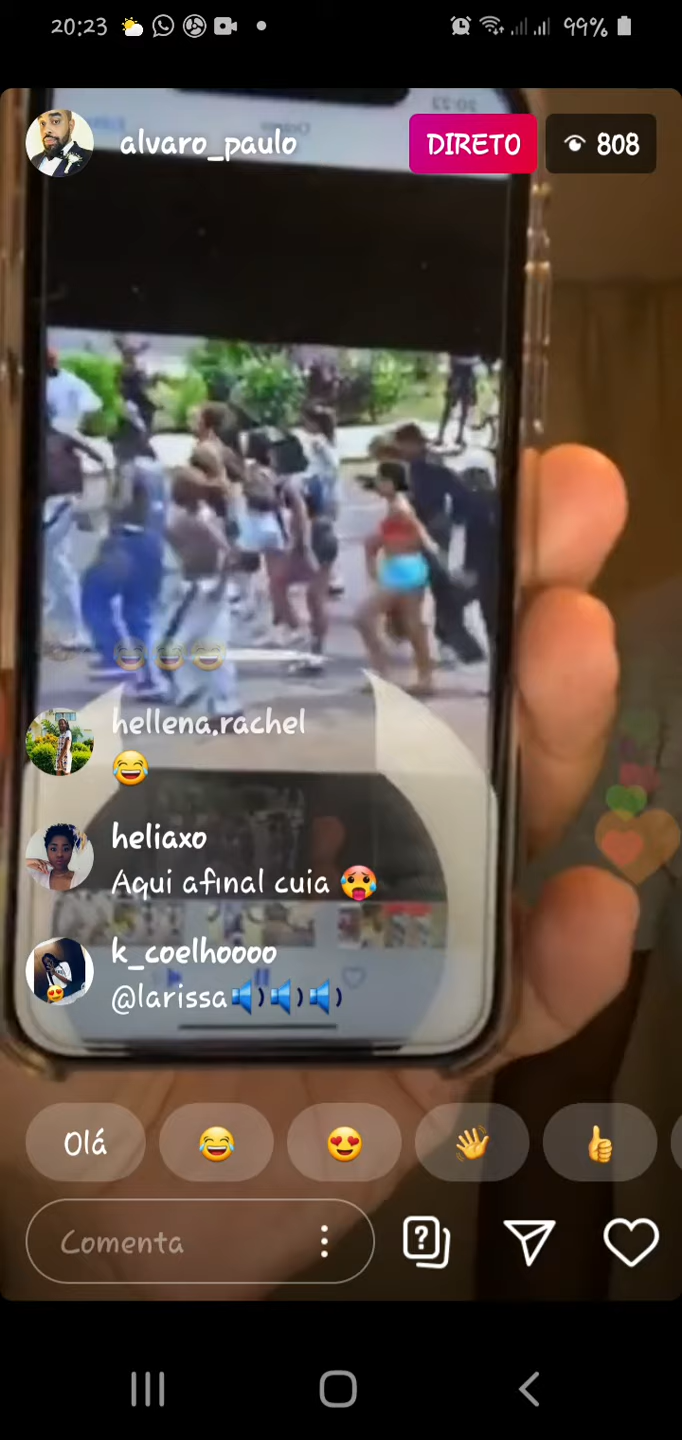 20:23
99%
alvaro_paulo
DIRETO
808
😂😂😂
hellena.rachel
😂
heliaxo
Aqui afinal cuia 🥵
k_coelhoooo
@larissa🔊🔊🔊
Olá
😂 😍 👋 👍
Comenta